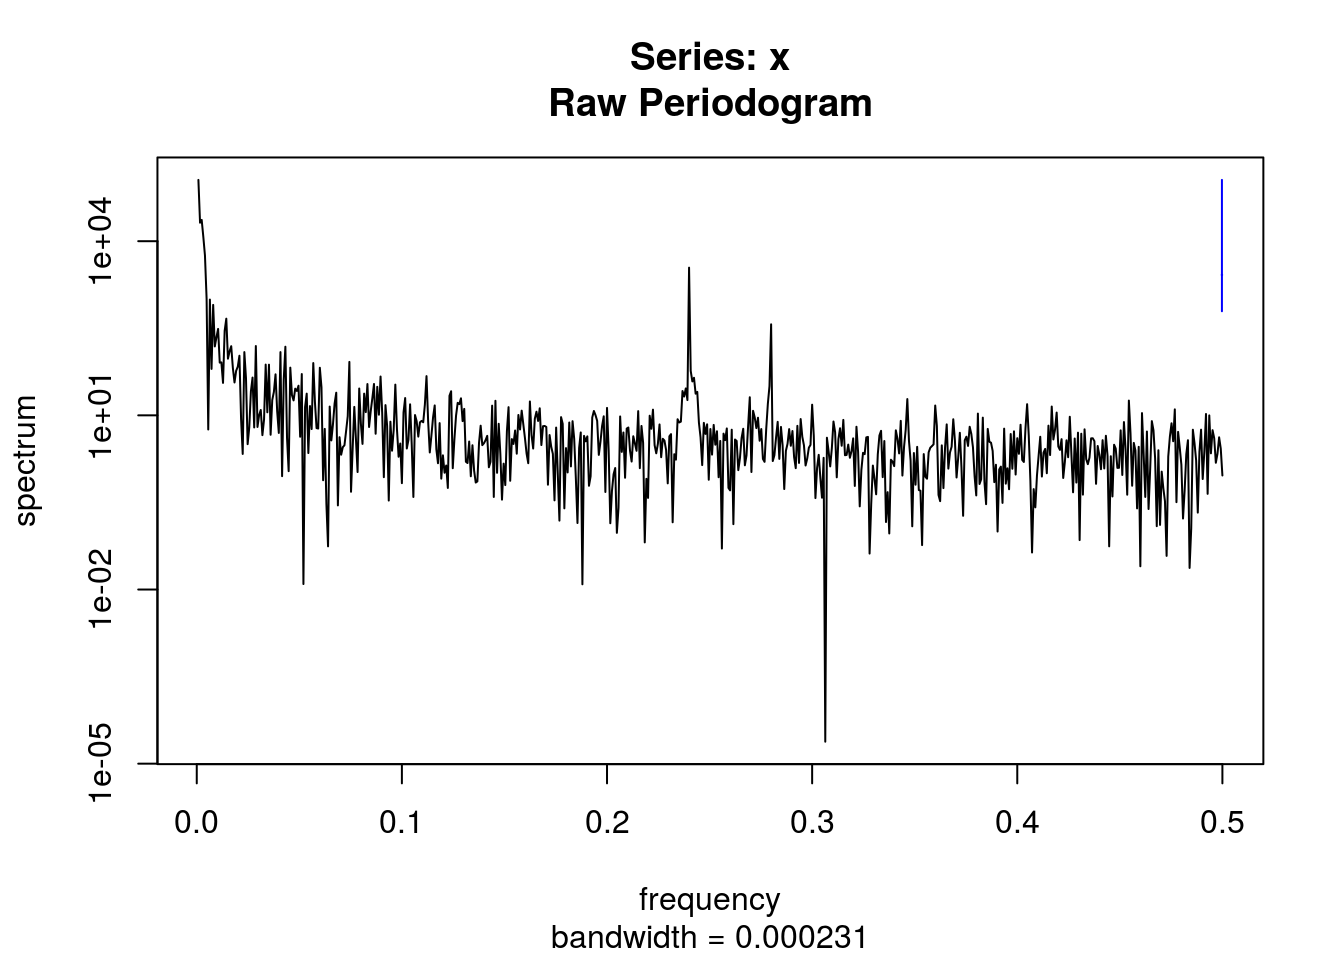 Series: x
Raw Periodogram
spectrum
1e+04
1e+01
1e-02
1e-05
0.0 0.1 0.2 0.3 0.4 0.5
frequency
bandwidth = 0.000231